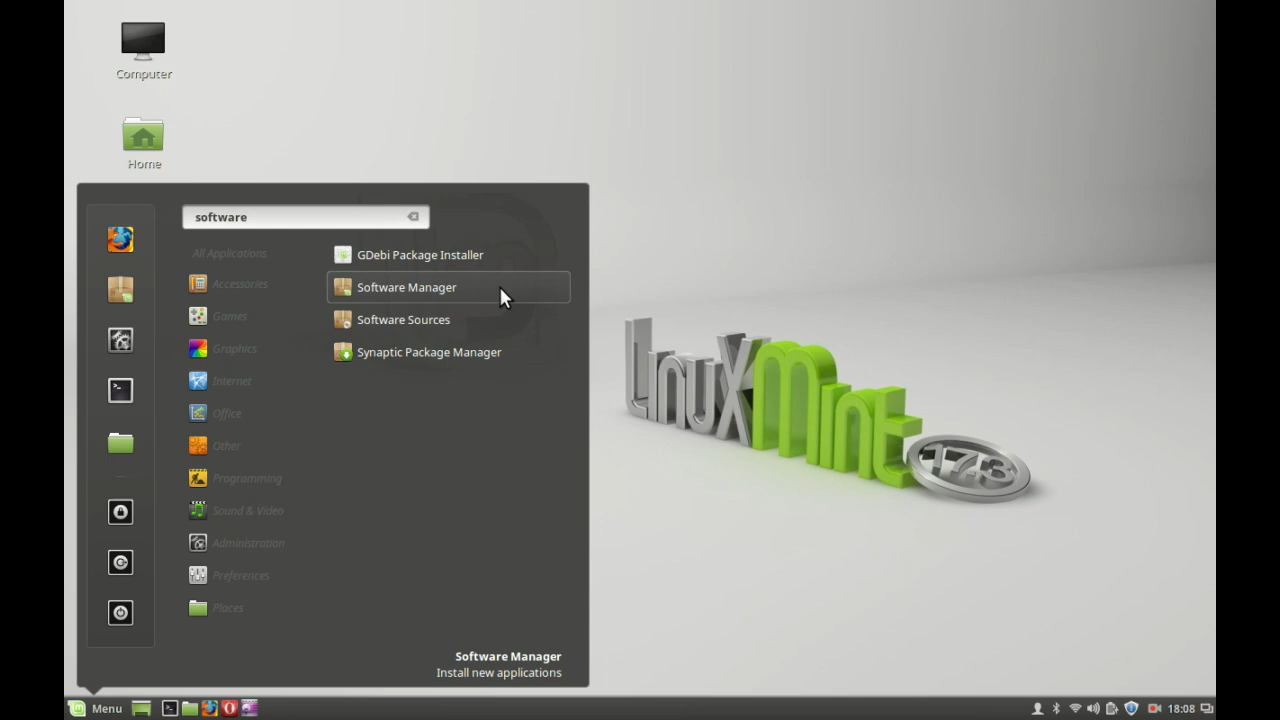 Computer
Home
software
All Applications
Accessories
Games
Graphics
Internet
Office
Other
Programming
Sound & Video
Administration
Preferences
Places
GDebi Package Installer
Software Manager
Software Sources
Synaptic Package Manager
Software Manager
Install new applications
LinuxMint
17.3
Menu
18:08